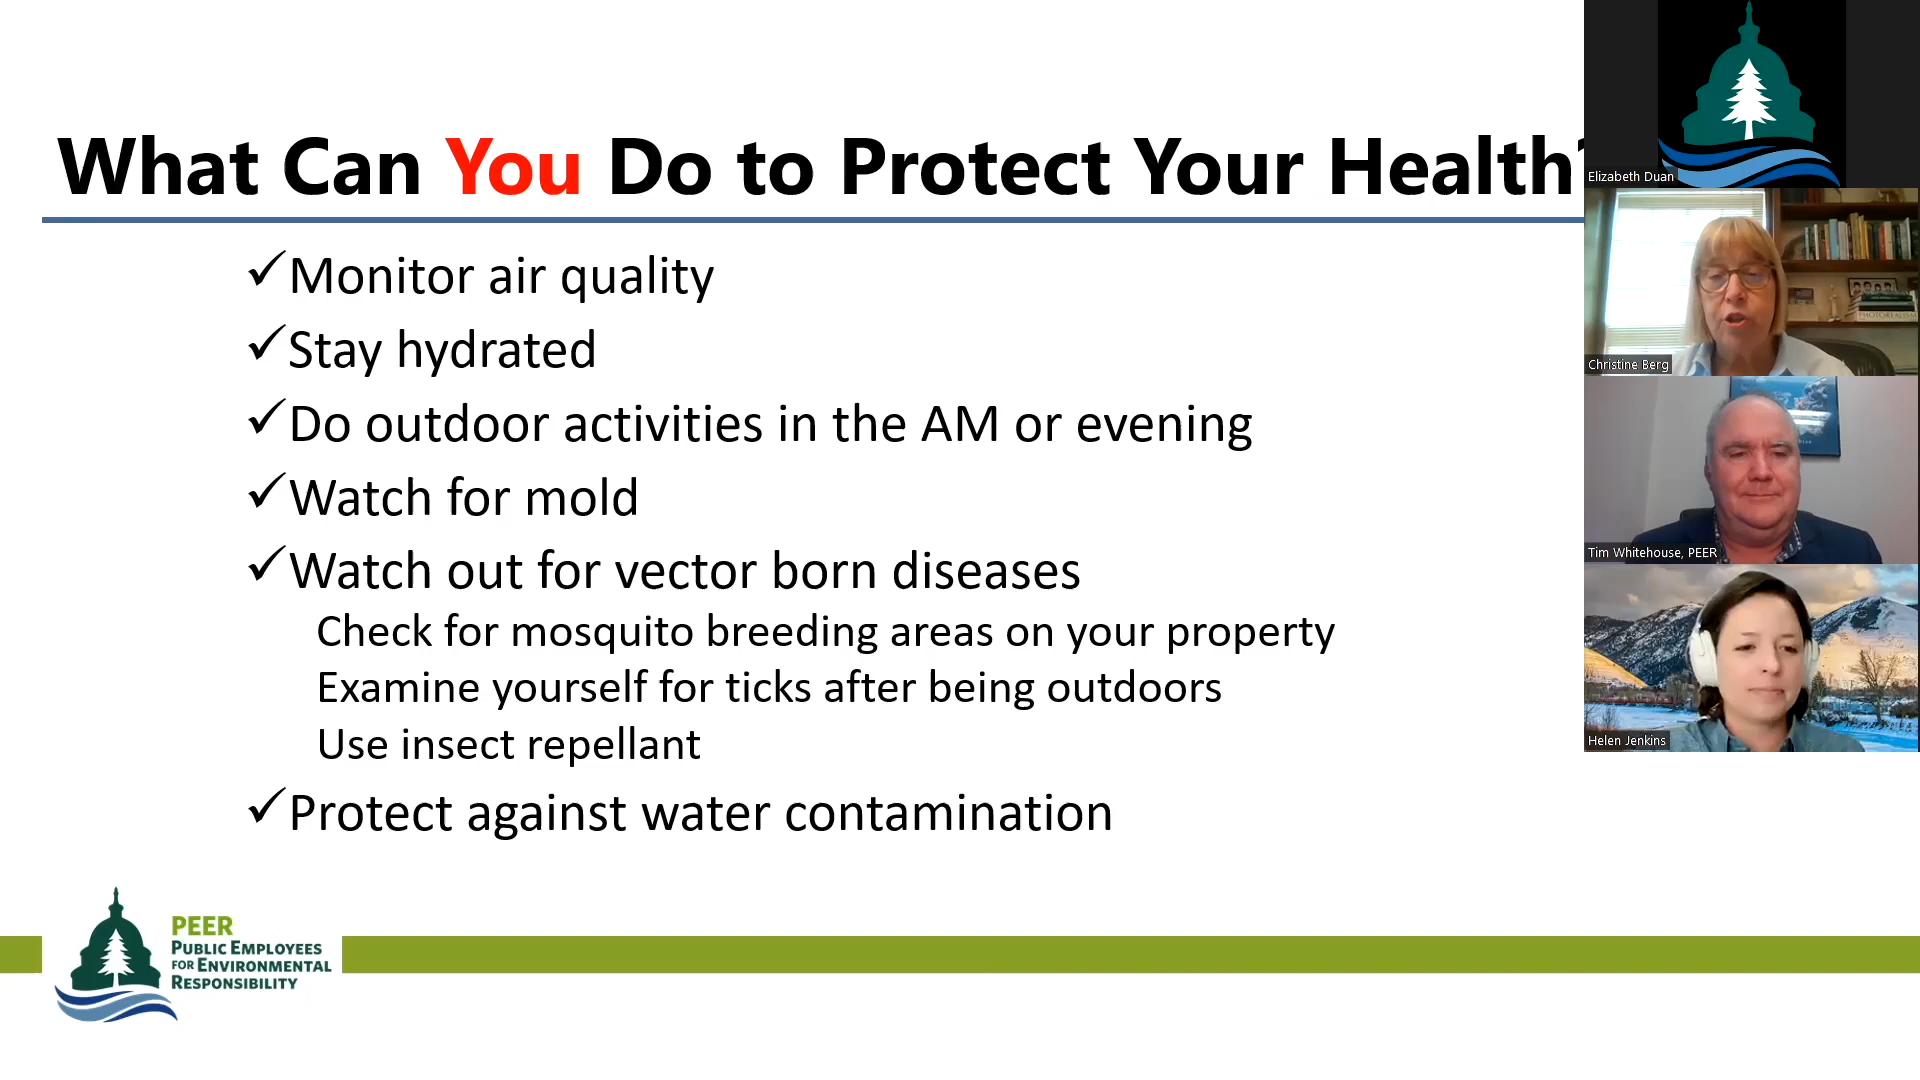 What Can You Do to Protect Your Health?
✓Monitor air quality
✓Stay hydrated
✓Do outdoor activities in the AM or evening
✓Watch for mold
✓Watch out for vector born diseases
Check for mosquito breeding areas on your property
Examine yourself for ticks after being outdoors
Use insect repellant
✓Protect against water contamination
PEER
PUBLIC EMPLOYEES
FOR ENVIRONMENTAL
RESPONSIBILITY
Elizabeth Duan
PHOTOREALISM
Christine Berg
Tim Whitehouse, PEER
Helen Jenkins